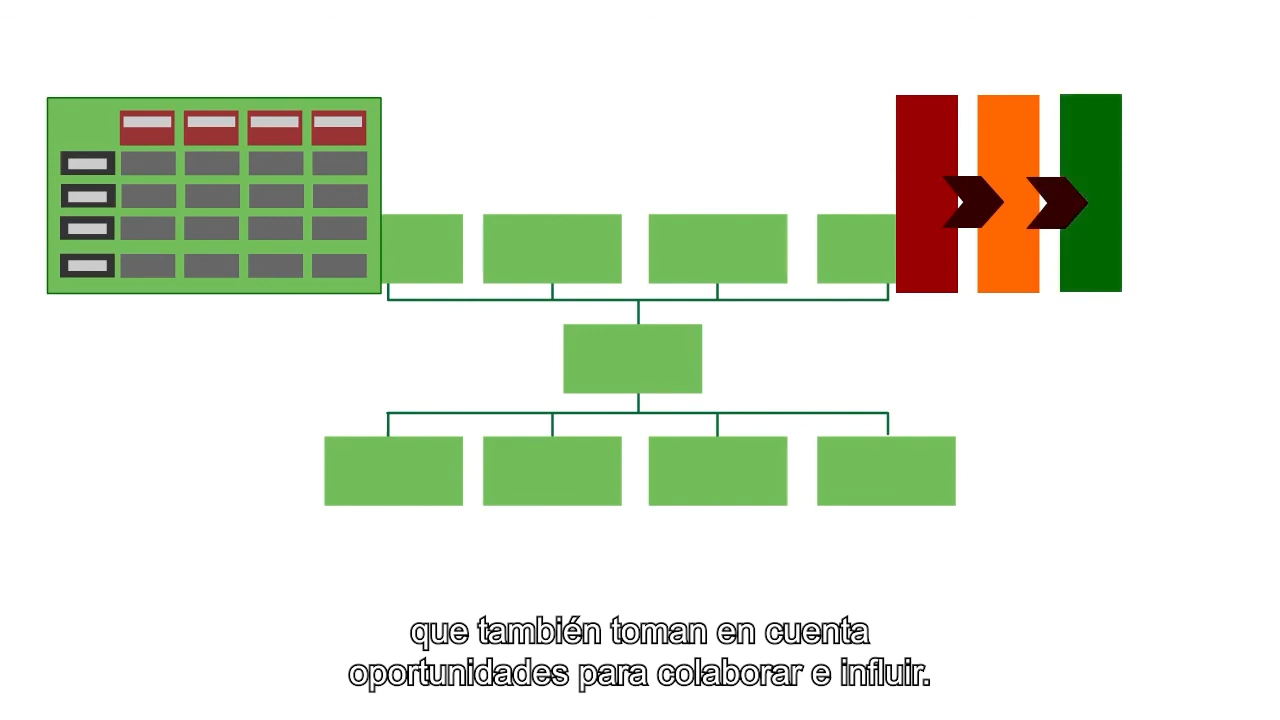 que también toman en cuenta
oportunidades para colaborar e influir.